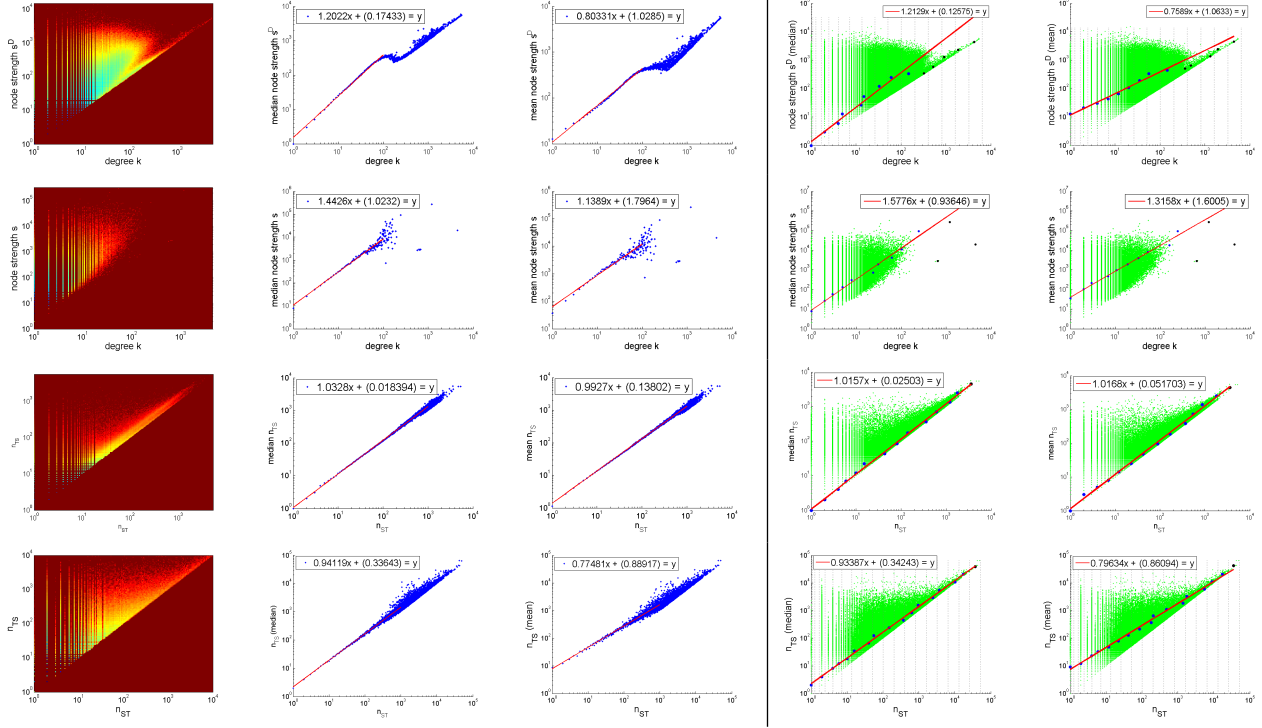 1.2022x + (0.17433) = y
0.80331x + (1.0285) = y
1.2129x + (0.12575) = y
0.7589x + (1.0633) = y
node strength s^D
median node strength s^D
mean node strength s^D
node strength s^D (median)
node strength s^D (mean)
degree k
degree k
degree k
degree k
degree k
1.4426x + (1.0232) = y
1.1389x + (1.7964) = y
1.5776x + (0.93646) = y
1.3158x + (1.6005) = y
node strength s
median node strength s
mean node strength s
median node strength s
mean node strength s
degree k
degree k
degree k
degree k
degree k
1.0328x + (0.018394) = y
0.9927x + (0.13802) = y
1.0157x + (0.02503) = y
1.0168x + (0.051703) = y
n_TS
median n_TS
mean n_TS
median n_TS
mean n_TS
n_ST
n_ST
n_ST
n_ST
n_ST
0.94119x + (0.33643) = y
0.77481x + (0.88917) = y
0.93387x + (0.34243) = y
0.79634x + (0.86094) = y
n_TS
n_TS (median)
n_TS (mean)
n_TS (median)
n_TS (mean)
n_ST
n_ST
n_ST
n_ST
n_ST